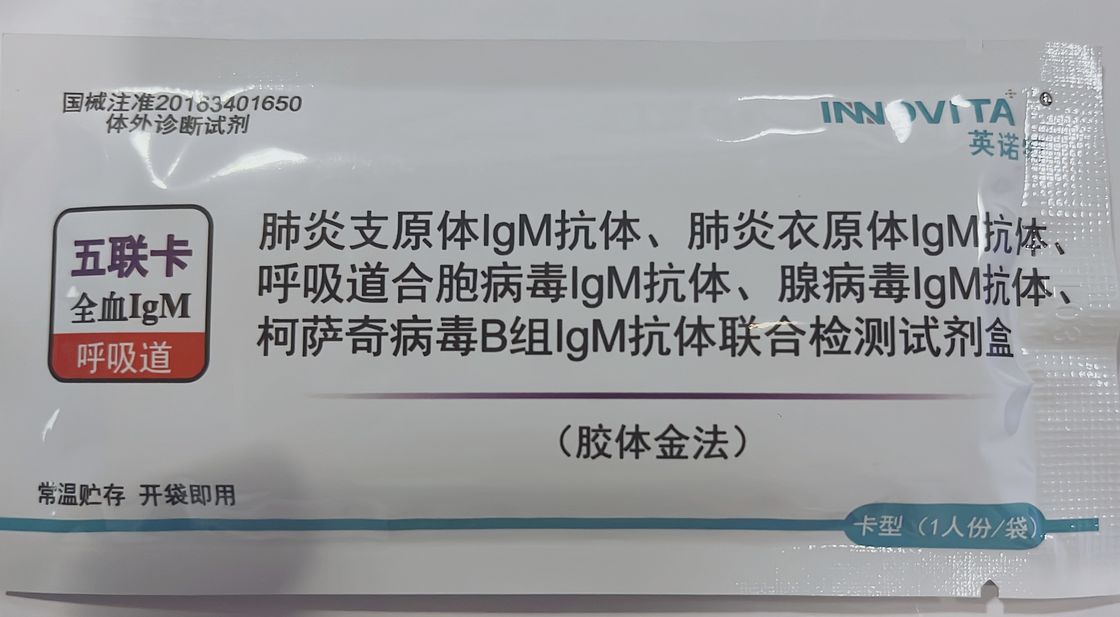 国械注准20163401650
体外诊断试剂
INNOVITA
英诺
五联卡
全血IgM
呼吸道
肺炎支原体IgM抗体、肺炎衣原体IgM抗体、
呼吸道合胞病毒IgM抗体、腺病毒IgM抗体、
柯萨奇病毒B组IgM抗体联合检测试剂盒
（胶体金法）
常温贮存 开袋即用
卡型（1人份/袋）